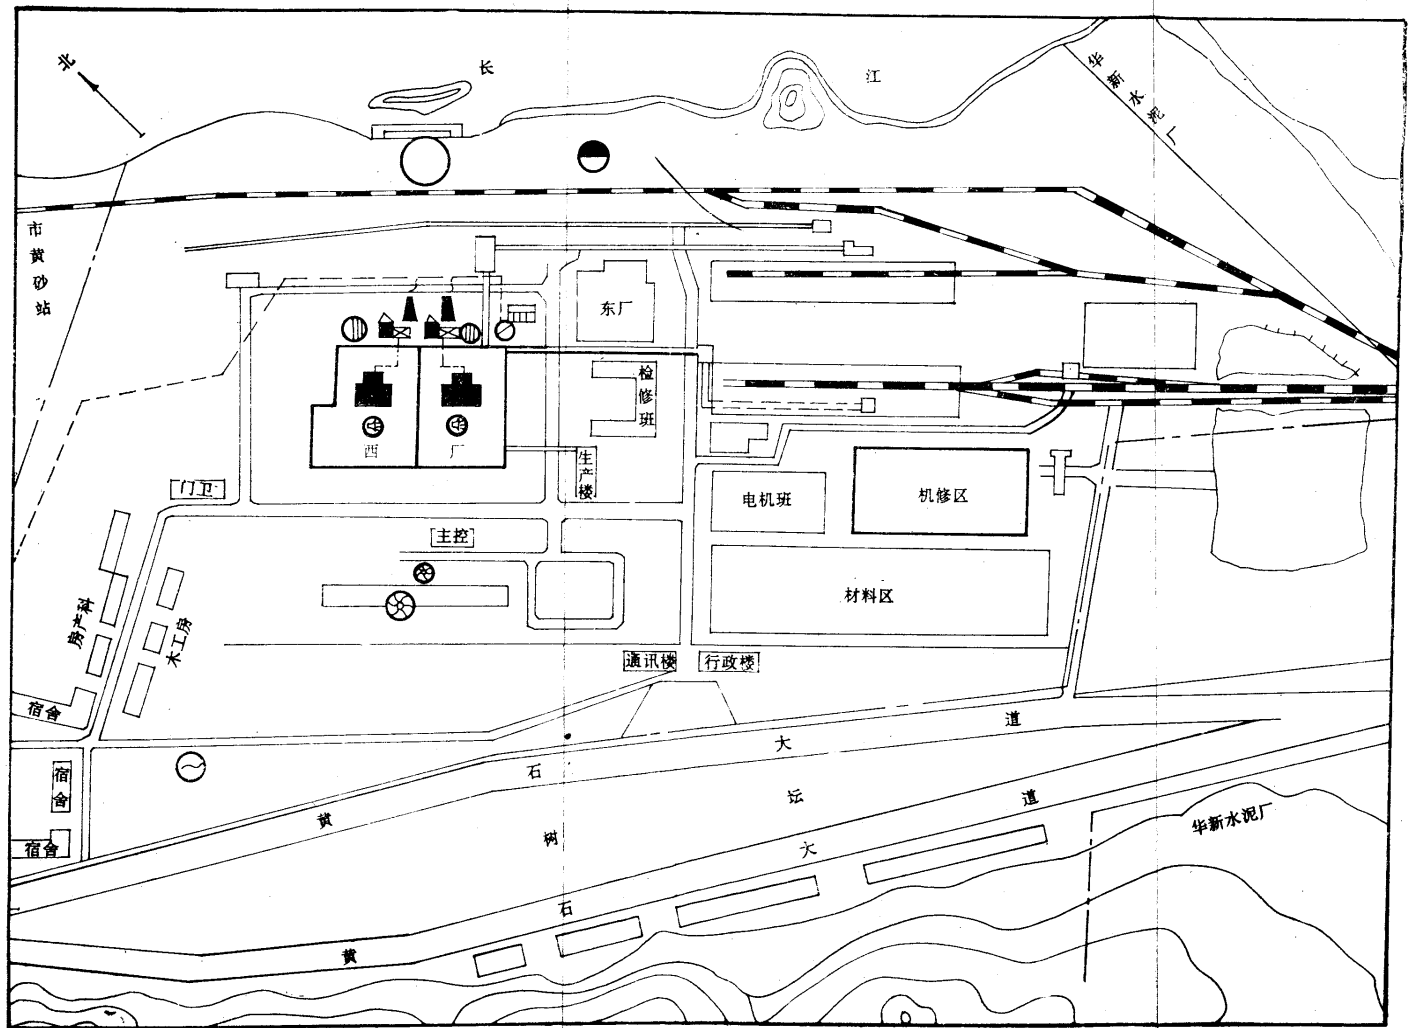 北
长
江
华新水泥厂
市黄砂站
东厂
检修班
西
厂
生产楼
门卫
电机班
机修区
主控
材料区
房产科
木工房
通讯楼
行政楼
宿舍
宿舍
宿舍
黄石大道
树坛
黄石大道
华新水泥厂